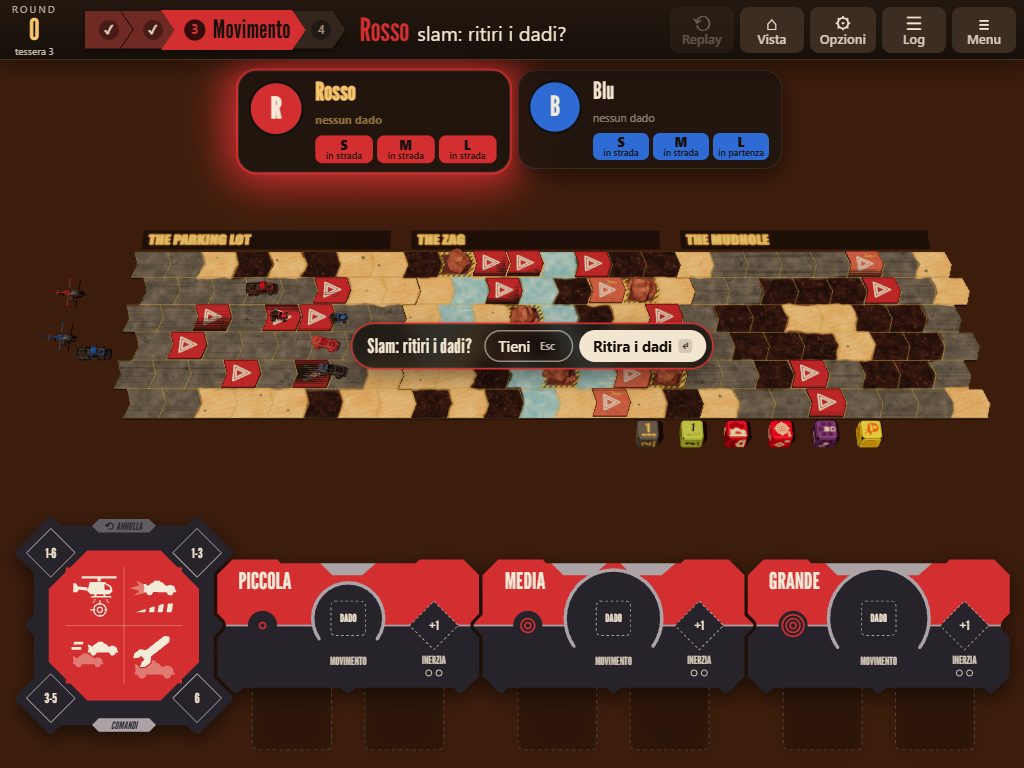 ROUND
0
tessera 3
3 Movimento
4
Rosso slam: ritiri i dadi?
Replay
Vista
Opzioni
Log
Menu
R
Rosso
nessun dado
S
in strada
M
in strada
L
in strada
B
Blu
nessun dado
S
in strada
M
in strada
L
in partenza
THE PARKING LOT
THE ZAG
THE MUDHOLE
Slam: ritiri i dadi?
Tieni Esc
Ritira i dadi
ANNULLA
1-6
1-3
3-5
6
COMANDI
PICCOLA
DADO
+1
MOVIMENTO
INERZIA
MEDIA
DADO
+1
MOVIMENTO
INERZIA
GRANDE
DADO
+1
MOVIMENTO
INERZIA